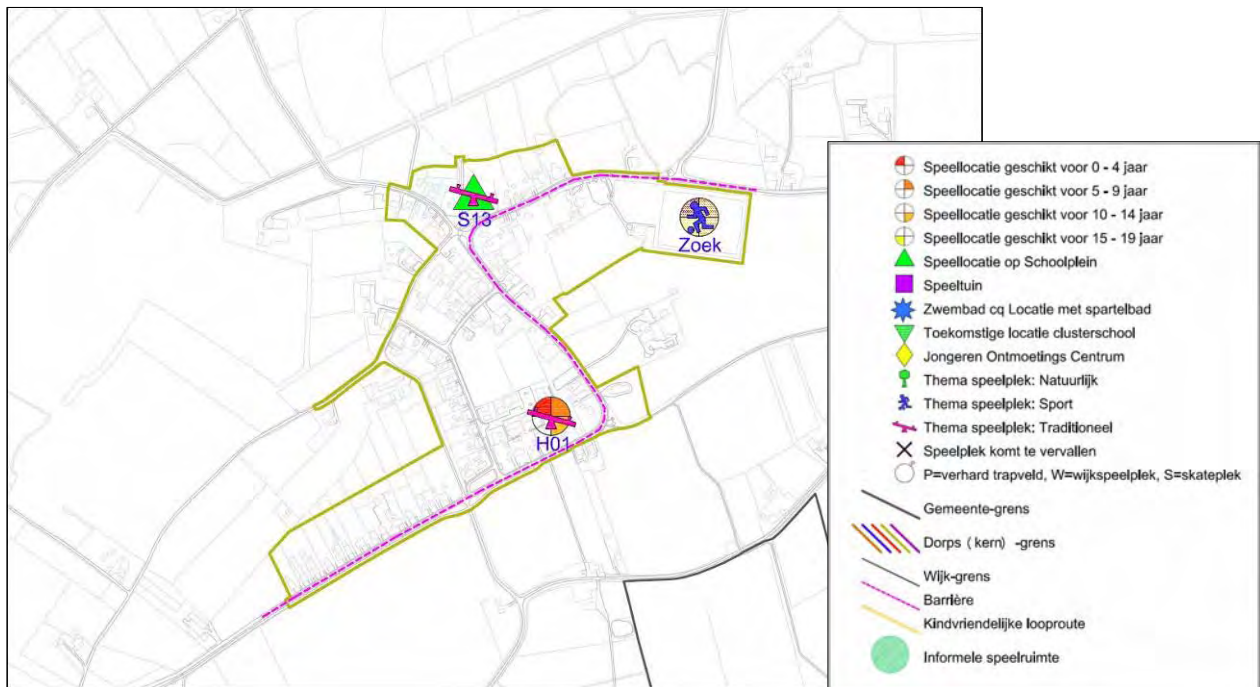 S13
Zoek
H01
Speellocatie geschikt voor 0 - 4 jaar
Speellocatie geschikt voor 5 - 9 jaar
Speellocatie geschikt voor 10 - 14 jaar
Speellocatie geschikt voor 15 - 19 jaar
Speellocatie op Schoolplein
Speeltuin
Zwembad cq Locatie met spartelbad
Toekomstige locatie clusterschool
Jongeren Ontmoetings Centrum
Thema speelplek: Natuurlijk
Thema speelplek: Sport
Thema speelplek: Traditioneel
Speelplek komt te vervallen
P=verhard trapveld, W=wijkspeelplek, S=skateplek
Gemeente-grens
Dorps ( kern) -grens
Wijk-grens
Barrière
Kindvriendelijke looproute
Informele speelruimte